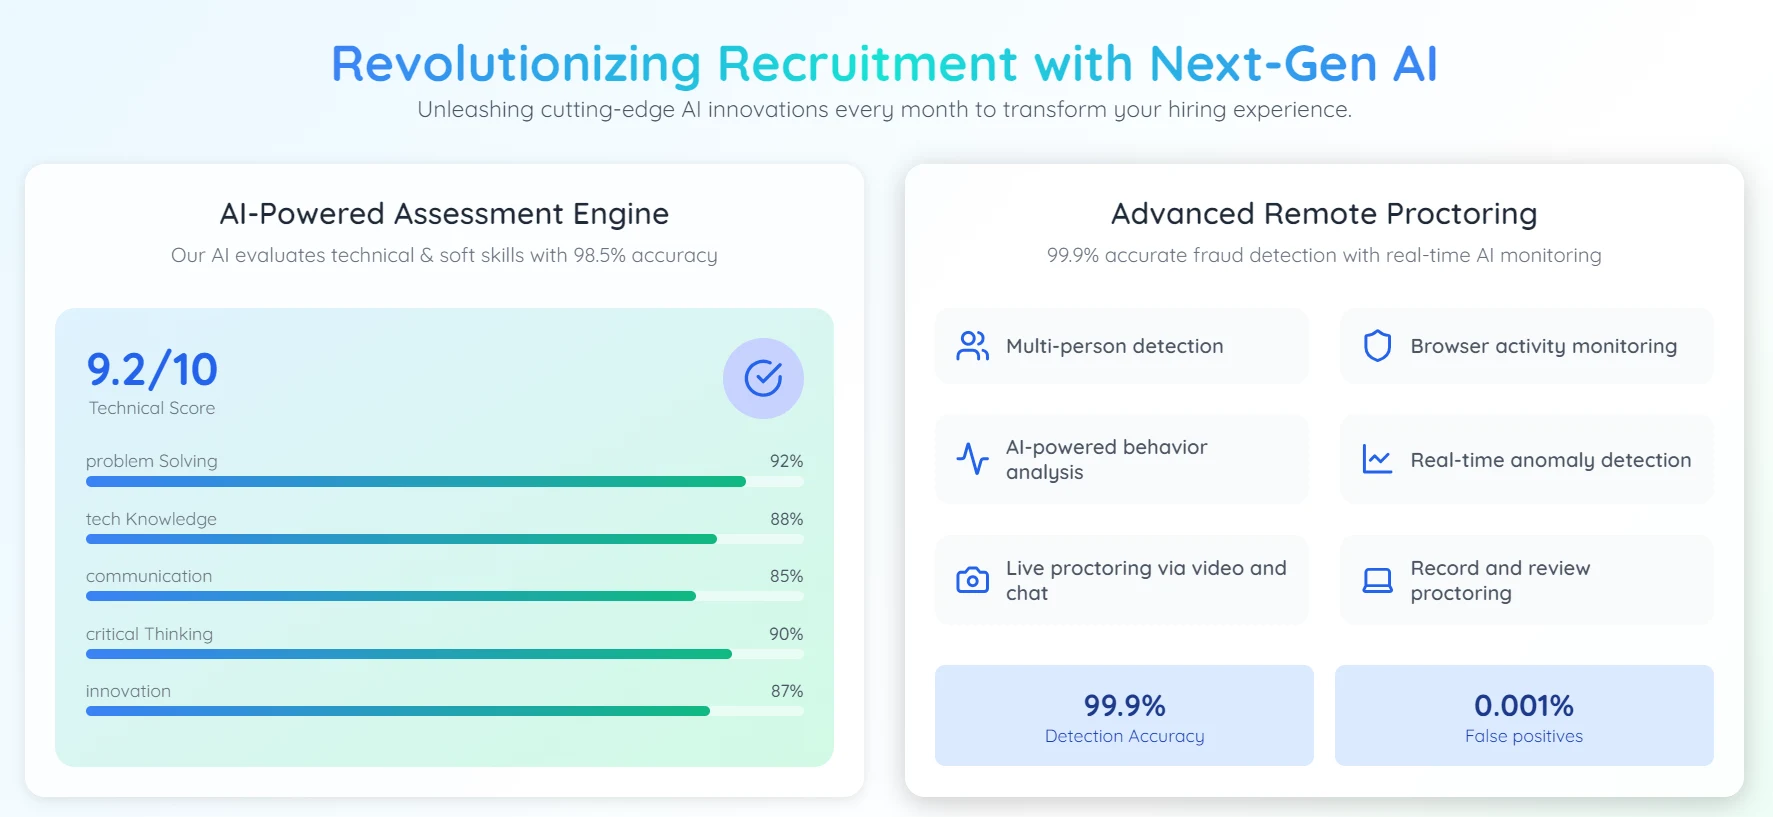 Revolutionizing Recruitment with Next-Gen AI
Unleashing cutting-edge AI innovations every month to transform your hiring experience.
AI-Powered Assessment Engine
Our AI evaluates technical & soft skills with 98.5% accuracy
9.2/10
Technical Score
problem Solving 92%
tech Knowledge 88%
communication 85%
critical Thinking 90%
innovation 87%
Advanced Remote Proctoring
99.9% accurate fraud detection with real-time AI monitoring
Multi-person detection
Browser activity monitoring
AI-powered behavior
analysis
Real-time anomaly detection
Live proctoring via video and
chat
Record and review
proctoring
99.9%
Detection Accuracy
0.001%
False positives